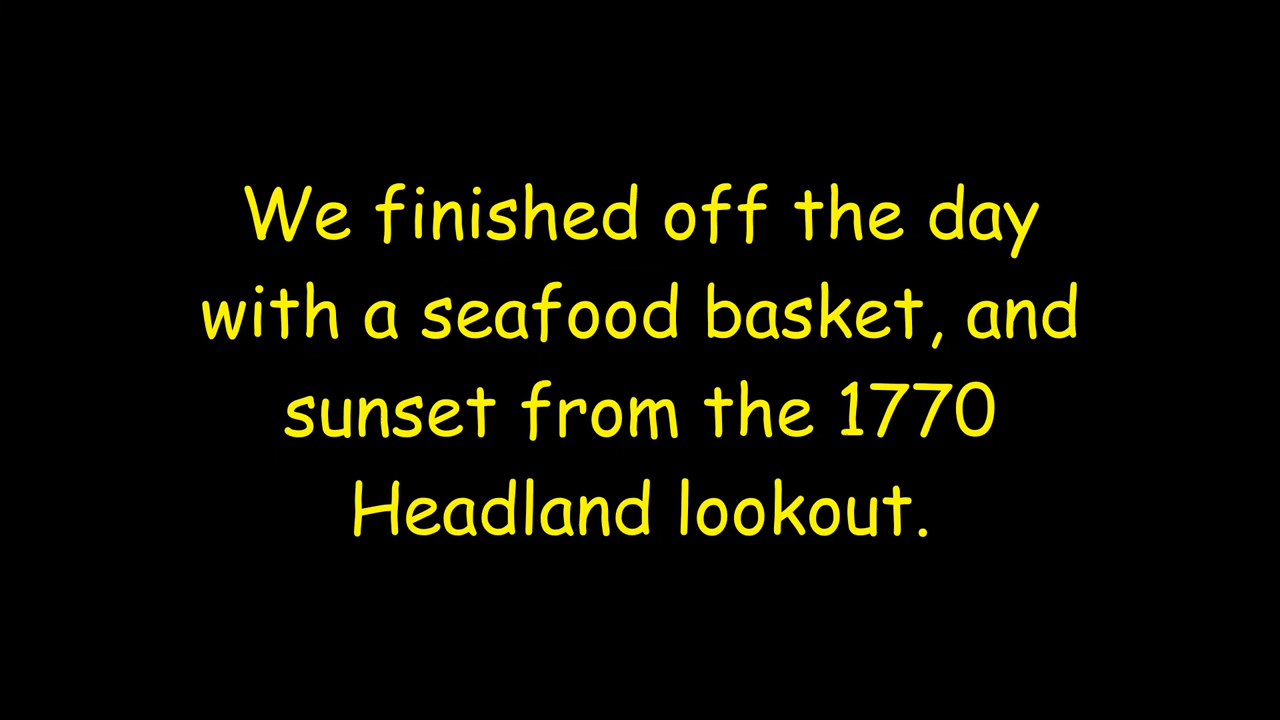 We finished off the day
with a seafood basket, and
sunset from the 1770
Headland lookout.